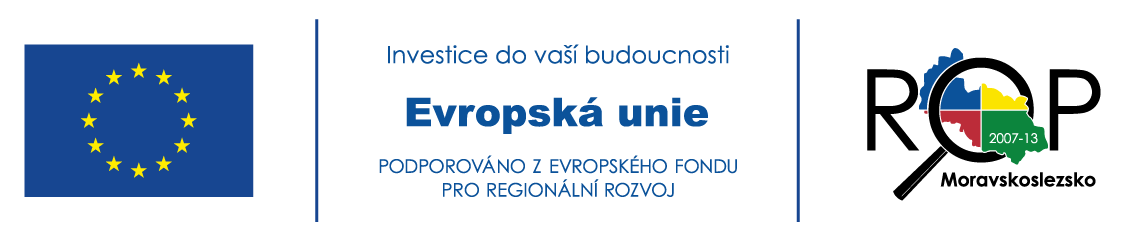 Investice do vaší budoucnosti
Evropská unie
PODPOROVÁNO Z EVROPSKÉHO FONDU
PRO REGIONÁLNÍ ROZVOJ
ROP
2007-13
Moravskoslezsko